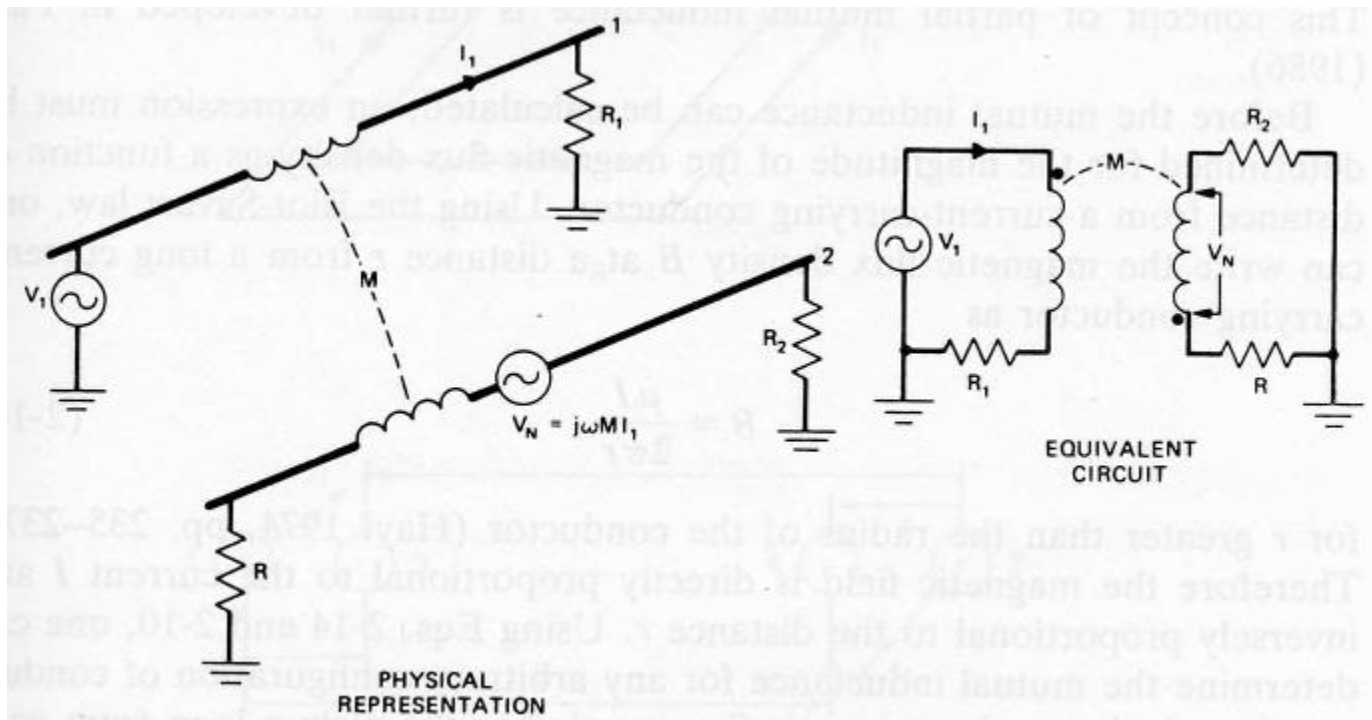 This concept of partial mutual inductance is further developed in
(1986).
Before the mutual inductance can be calculated, an expression must
determined for the magnitude of the magnetic flux density as a function
distance from a current-carrying conductor. Using the Biot-Savart law,
can write the magnetic flux density B at a distance r from a long
carrying conductor as
B = μI
2πr
for r greater than the radius of the conductor (Hayt, 1974, pp. 235–237
Therefore the magnetic field is directly proportional to the current I
inversely proportional to the distance r. Using Eqs. 2-14 and 2-10, one
determine the mutual inductance for any arbitrary configuration of
1
I₁
R₁
V₁
M
2
R₂
V_N = jωMI₁
R
PHYSICAL
REPRESENTATION
I₁
R₂
M
V₁
V_N
R₁
R
EQUIVALENT
CIRCUIT